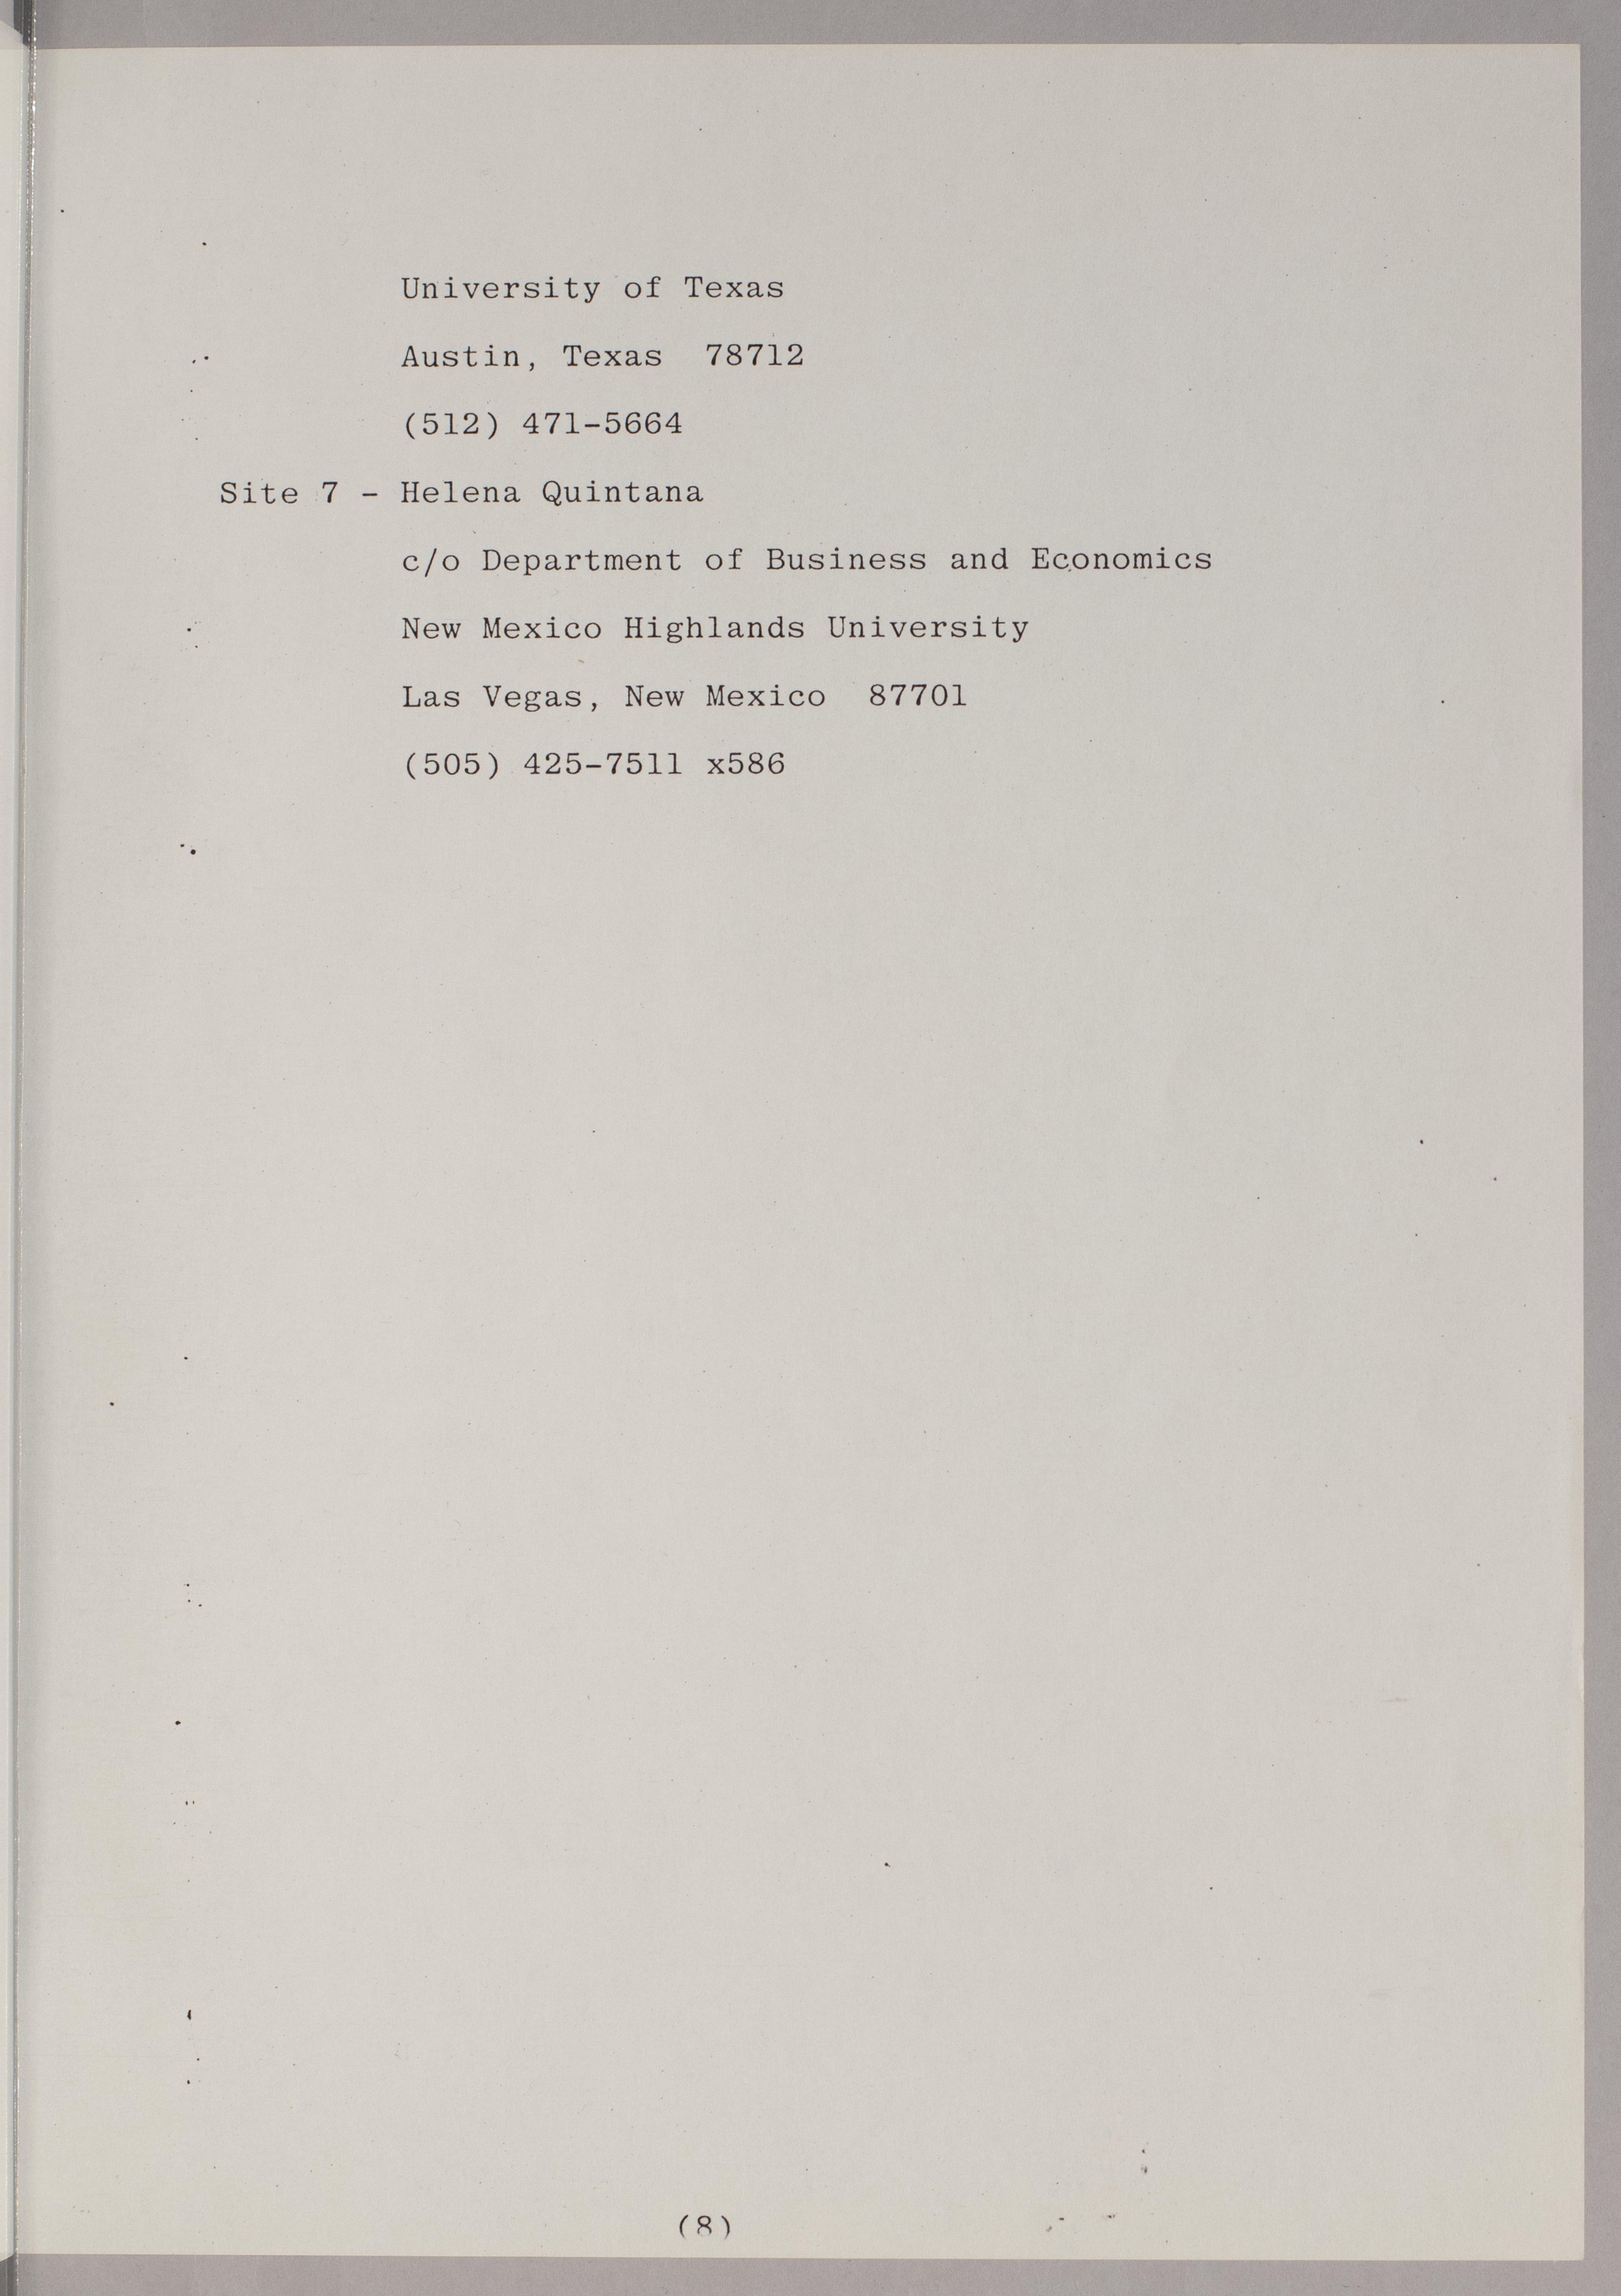 University of Texas
Austin, Texas  78712
(512) 471-5664
Site 7 - Helena Quintana
c/o Department of Business and Economics
New Mexico Highlands University
Las Vegas, New Mexico  87701
(505) 425-7511 x586
(8)